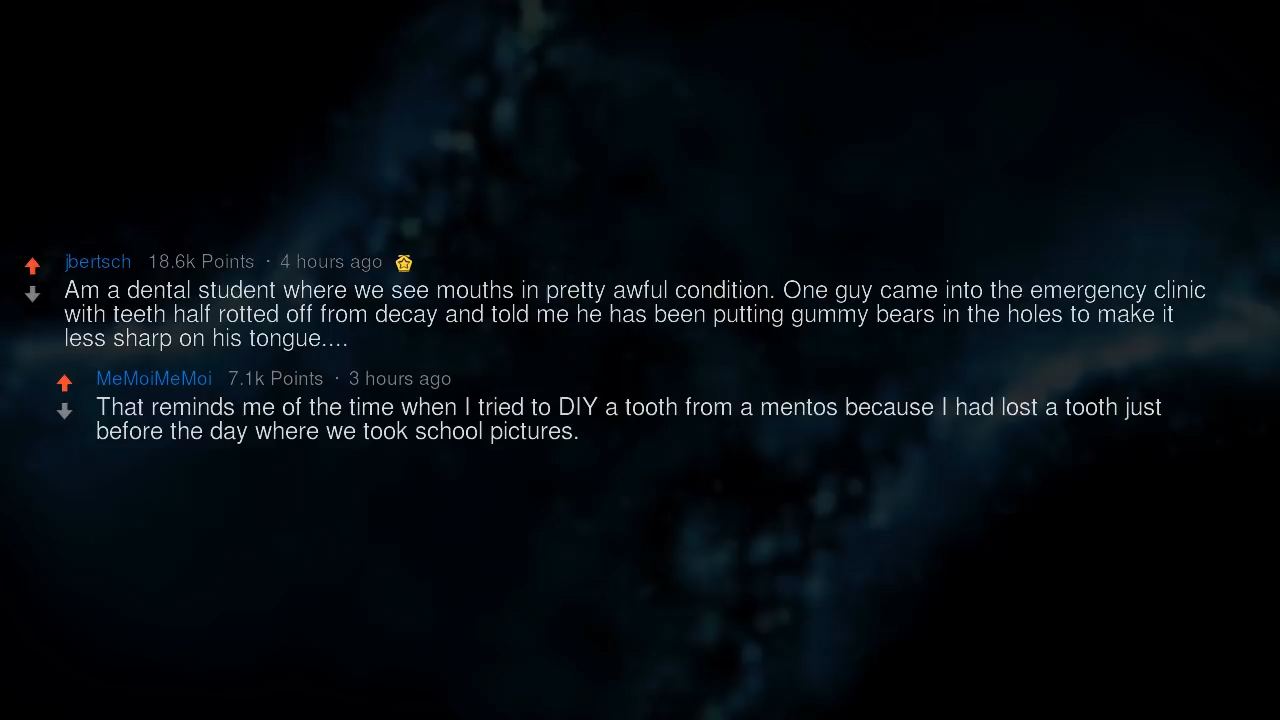 jbertsch 18.6k Points · 4 hours ago
Am a dental student where we see mouths in pretty awful condition. One guy came into the emergency clinic
with teeth half rotted off from decay and told me he has been putting gummy bears in the holes to make it
less sharp on his tongue....
MeMoiMeMoi 7.1k Points · 3 hours ago
That reminds me of the time when I tried to DIY a tooth from a mentos because I had lost a tooth just
before the day where we took school pictures.